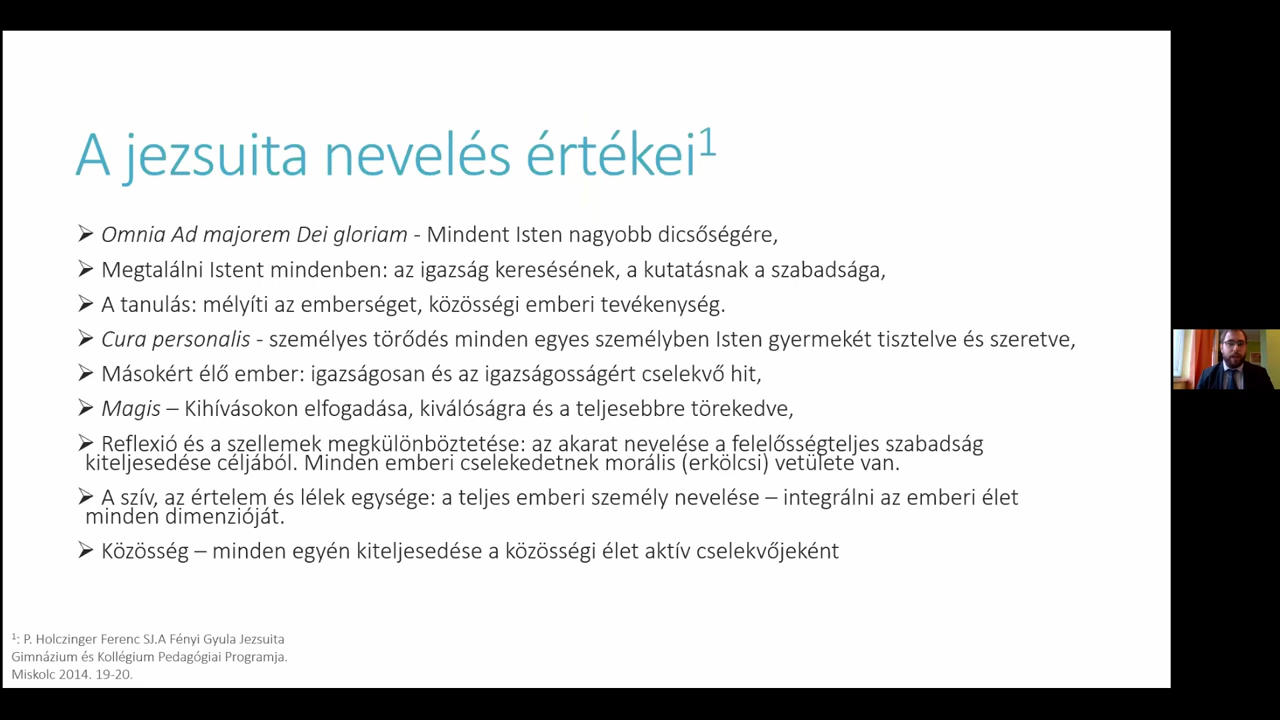 A jezsuita nevelés értékei¹
➢ Omnia Ad majorem Dei gloriam - Mindent Isten nagyobb dicsőségére,
➢ Megtalálni Istent mindenben: az igazság keresésének, a kutatásnak a szabadsága,
➢ A tanulás: mélyíti az emberséget, közösségi emberi tevékenység.
➢ Cura personalis - személyes törődés minden egyes személyben Isten gyermekét tisztelve és szeretve,
➢ Másokért élő ember: igazságosan és az igazságosságért cselekvő hit,
➢ Magis – Kihívásokon elfogadása, kiválóságra és a teljesebbre törekedve,
➢ Reflexió és a szellemek megkülönböztetése: az akarat nevelése a felelősségteljes szabadság
kiteljesedése céljából. Minden emberi cselekedetnek morális (erkölcsi) vetülete van.
➢ A szív, az értelem és lélek egysége: a teljes emberi személy nevelése – integrálni az emberi élet
minden dimenzióját.
➢ Közösség – minden egyén kiteljesedése a közösségi élet aktív cselekvőjeként
¹: P. Holczinger Ferenc SJ.A Fényi Gyula Jezsuita
Gimnázium és Kollégium Pedagógiai Programja.
Miskolc 2014. 19-20.